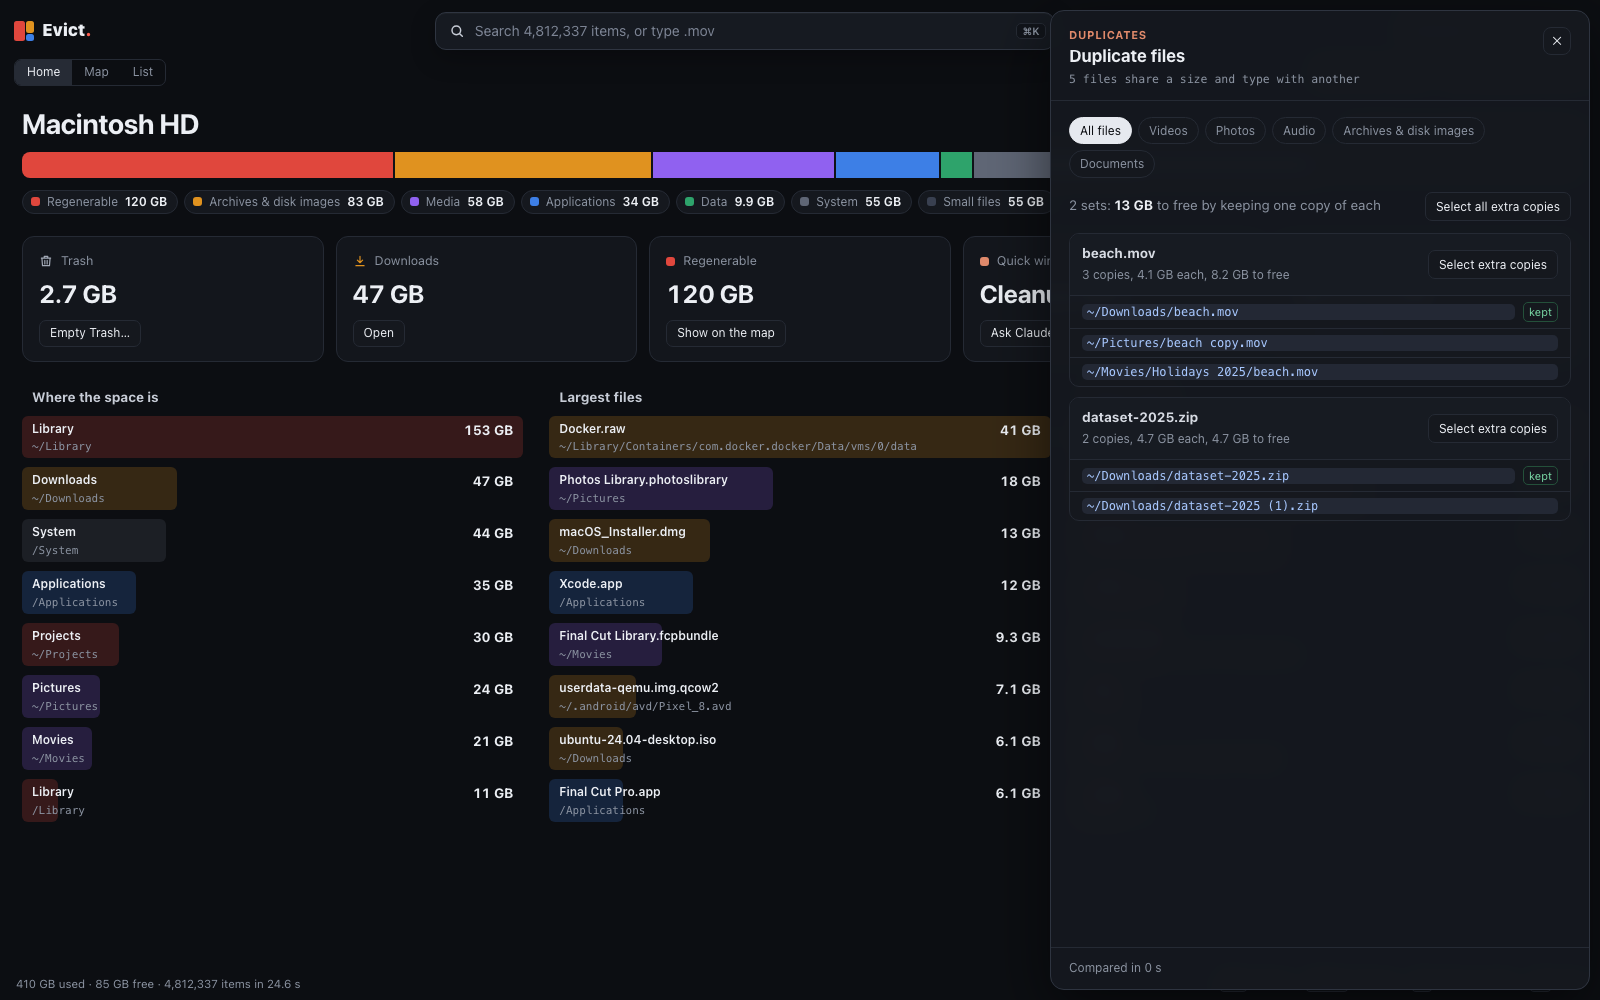 Evict.
Search 4,812,337 items, or type .mov
⌘K
Home
Map
List
Macintosh HD
Regenerable 120 GB
Archives & disk images 83 GB
Media 58 GB
Applications 34 GB
Data 9.9 GB
System 55 GB
Small files 55 GB
Trash
2.7 GB
Empty Trash…
Downloads
47 GB
Open
Regenerable
120 GB
Show on the map
Quick
Ask Claude
Where the space is
Library 153 GB
~/Library
Downloads 47 GB
~/Downloads
System 44 GB
/System
Applications 35 GB
/Applications
Projects 30 GB
~/Projects
Pictures 24 GB
~/Pictures
Movies 21 GB
~/Movies
Library 11 GB
/Library
Largest files
Docker.raw 41 GB
~/Library/Containers/com.docker.docker/Data/vms/0/data
Photos Library.photoslibrary 18 GB
~/Pictures
macOS_Installer.dmg 13 GB
~/Downloads
Xcode.app 12 GB
/Applications
Final Cut Library.fcpbundle 9.3 GB
~/Movies
userdata-qemu.img.qcow2 7.1 GB
~/.android/avd/Pixel_8.avd
ubuntu-24.04-desktop.iso 6.1 GB
~/Downloads
Final Cut Pro.app 6.1 GB
/Applications
410 GB used · 85 GB free · 4,812,337 items in 24.6 s
DUPLICATES
Duplicate files
5 files share a size and type with another
All files
Videos
Photos
Audio
Archives & disk images
Documents
2 sets: 13 GB to free by keeping one copy of each
Select all extra copies
beach.mov
3 copies, 4.1 GB each, 8.2 GB to free
Select extra copies
~/Downloads/beach.mov kept
~/Pictures/beach copy.mov
~/Movies/Holidays 2025/beach.mov
dataset-2025.zip
2 copies, 4.7 GB each, 4.7 GB to free
Select extra copies
~/Downloads/dataset-2025.zip kept
~/Downloads/dataset-2025 (1).zip
Compared in 0 s